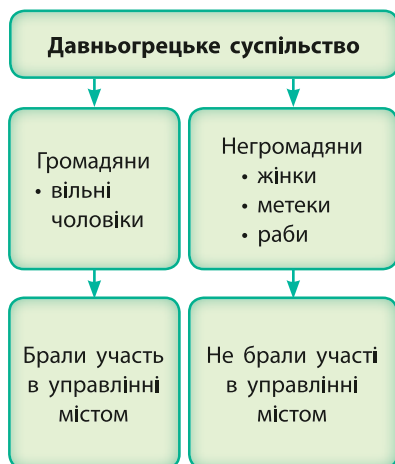 Давньогрецьке суспільство
Громадяни
• вільні
чоловіки
Негромадяни
• жінки
• метеки
• раби
Брали участь
в управлінні
містом
Не брали участі
в управлінні
містом